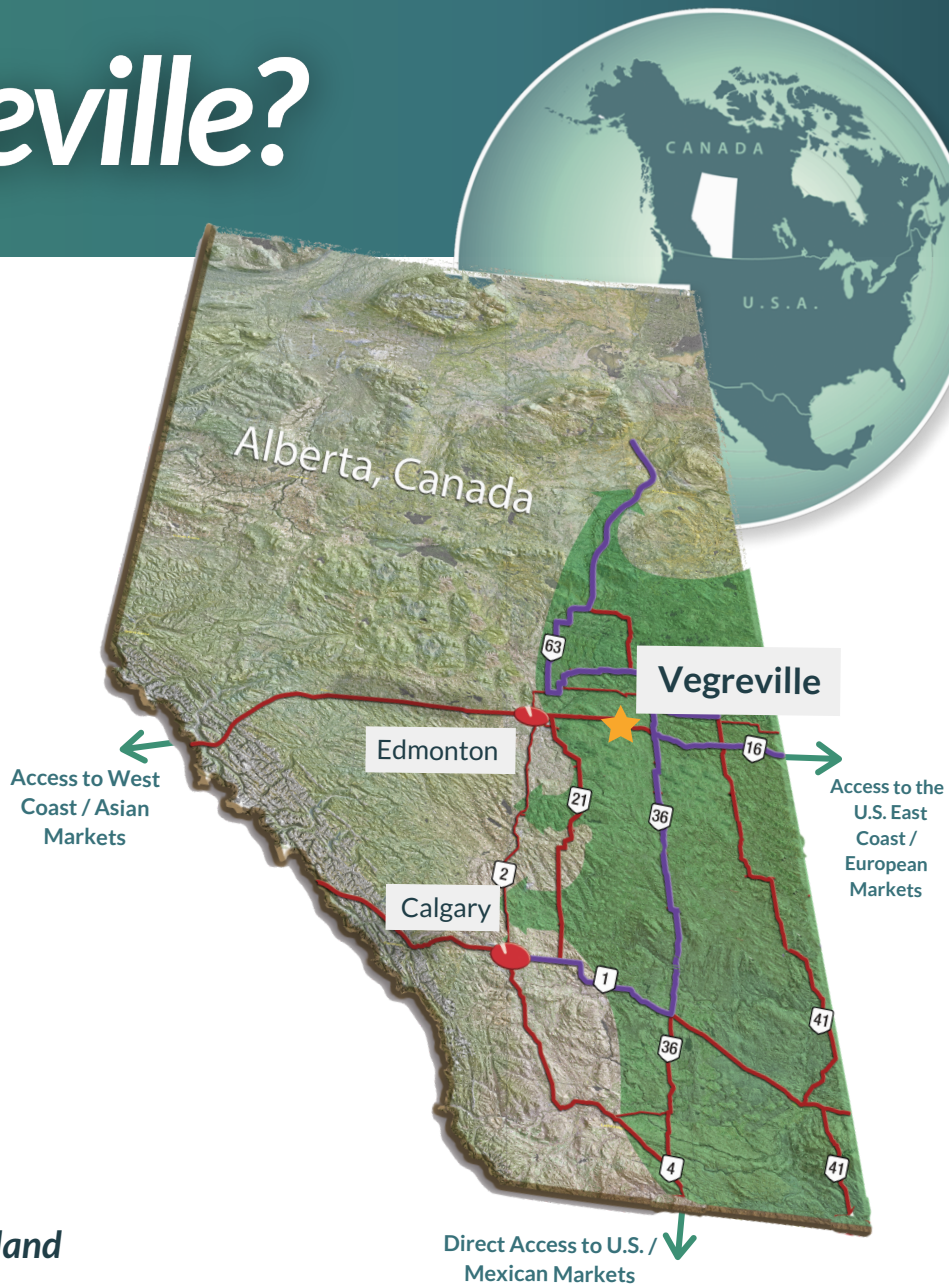 eville?
CANADA
U.S.A.
Alberta, Canada
63
Vegreville
Edmonton
16
Access to West
Coast / Asian
Markets
Access to the
U.S. East
Coast /
European
Markets
21
36
2
Calgary
1
41
36
4
41
land
Direct Access to U.S. /
Mexican Markets